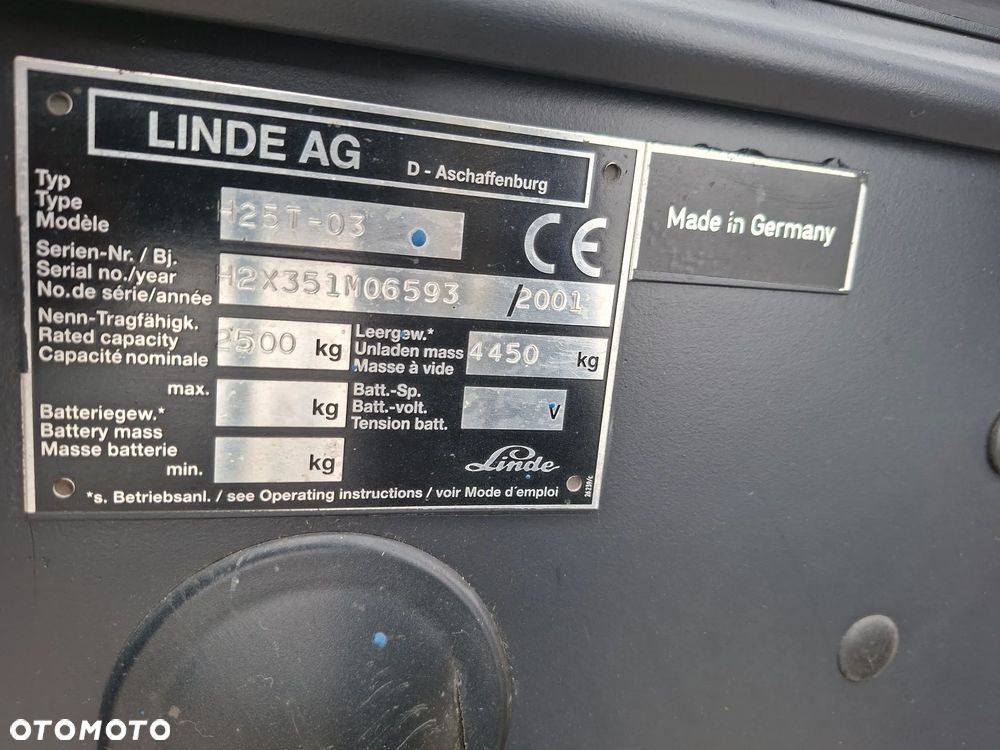 LINDE AG D - Aschaffenburg
Typ
Type
Modèle
H25T-03
CE
Made in Germany
Serien-Nr. / Bj.
Serial no./year
No.de série/année
H2X351M06593 /2001
Nenn-Tragfähigk.
Rated capacity
Capacité nominale
2500 kg
Leergew.*
Unladen mass
Masse à vide
4450 kg
max.
kg
Batt.-Sp.
Batt.-volt.
Tension batt.
V
Batteriegew.*
Battery mass
Masse batterie
min.
kg
Linde
*s. Betriebsanl. / see Operating instructions / voir Mode d´emploi
OTOMOTO